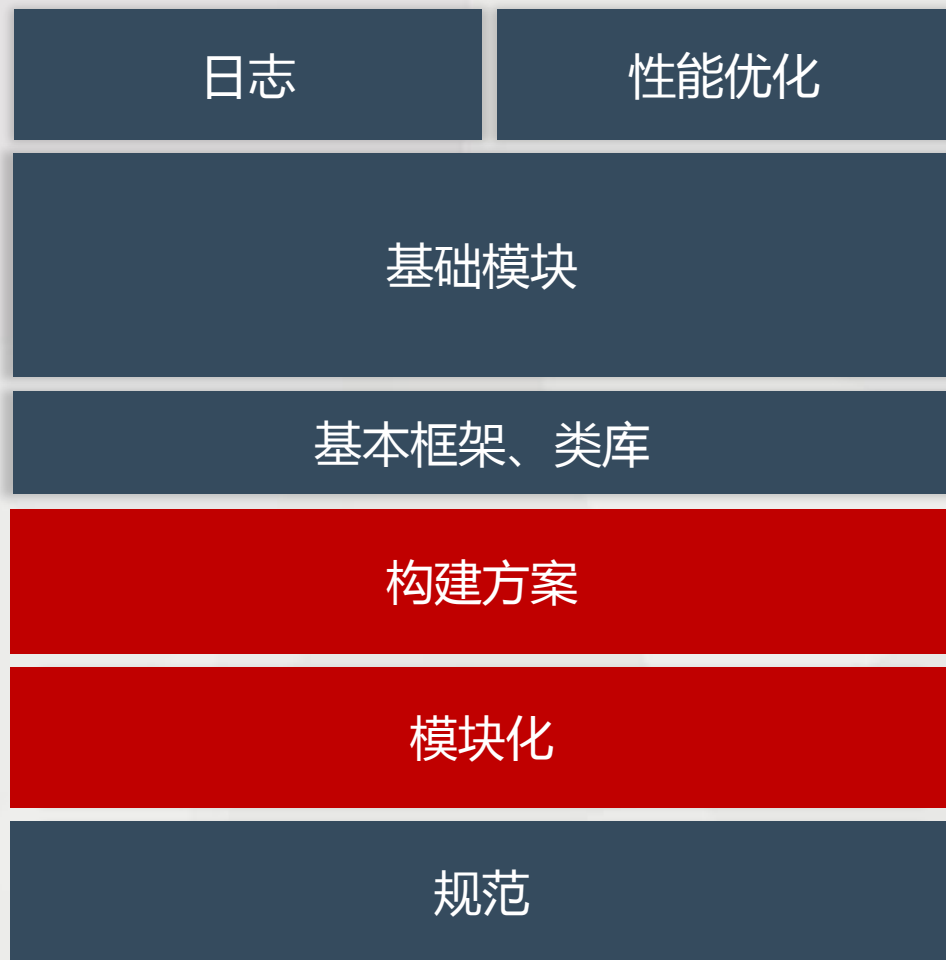 日志
性能优化
基础模块
基本框架、类库
构建方案
模块化
规范